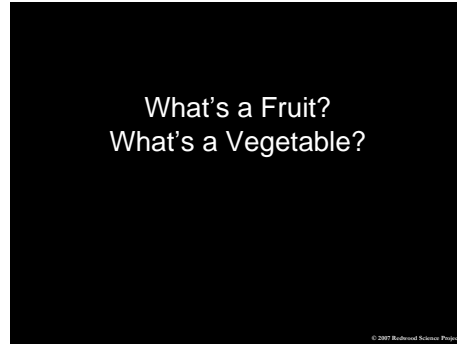 What's a Fruit?
What's a Vegetable?
© 2007 Redwood Science Projec